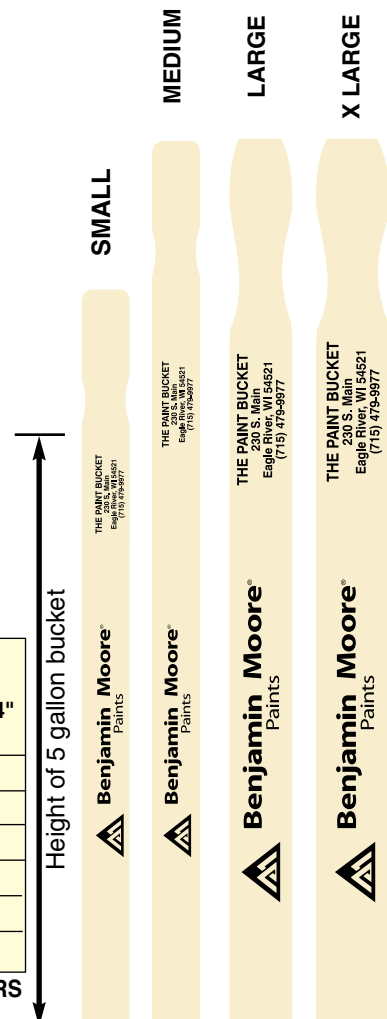 SMALL
MEDIUM
LARGE
X LARGE
THE PAINT BUCKET
230 S. Main
Eagle River, WI 54521
(715) 479-9977
Benjamin Moore®
Paints
THE PAINT BUCKET
230 S. Main
Eagle River, WI 54521
(715) 479-9977
Benjamin Moore®
Paints
THE PAINT BUCKET
230 S. Main
Eagle River, WI 54521
(715) 479-9977
Benjamin Moore®
Paints
THE PAINT BUCKET
230 S. Main
Eagle River, WI 54521
(715) 479-9977
Benjamin Moore®
Paints
Height of 5 gallon bucket
4"
RS